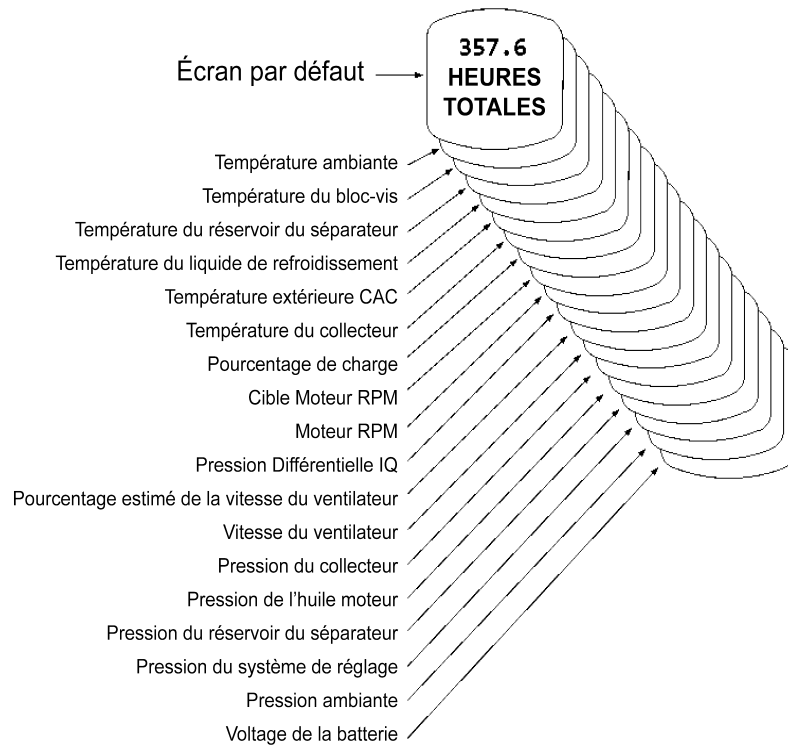 357.6
HEURES
TOTALES
Écran par défaut
Température ambiante
Température du bloc-vis
Température du réservoir du séparateur
Température du liquide de refroidissement
Température extérieure CAC
Température du collecteur
Pourcentage de charge
Cible Moteur RPM
Moteur RPM
Pression Différentielle IQ
Pourcentage estimé de la vitesse du ventilateur
Vitesse du ventilateur
Pression du collecteur
Pression de l'huile moteur
Pression du réservoir du séparateur
Pression du système de réglage
Pression ambiante
Voltage de la batterie